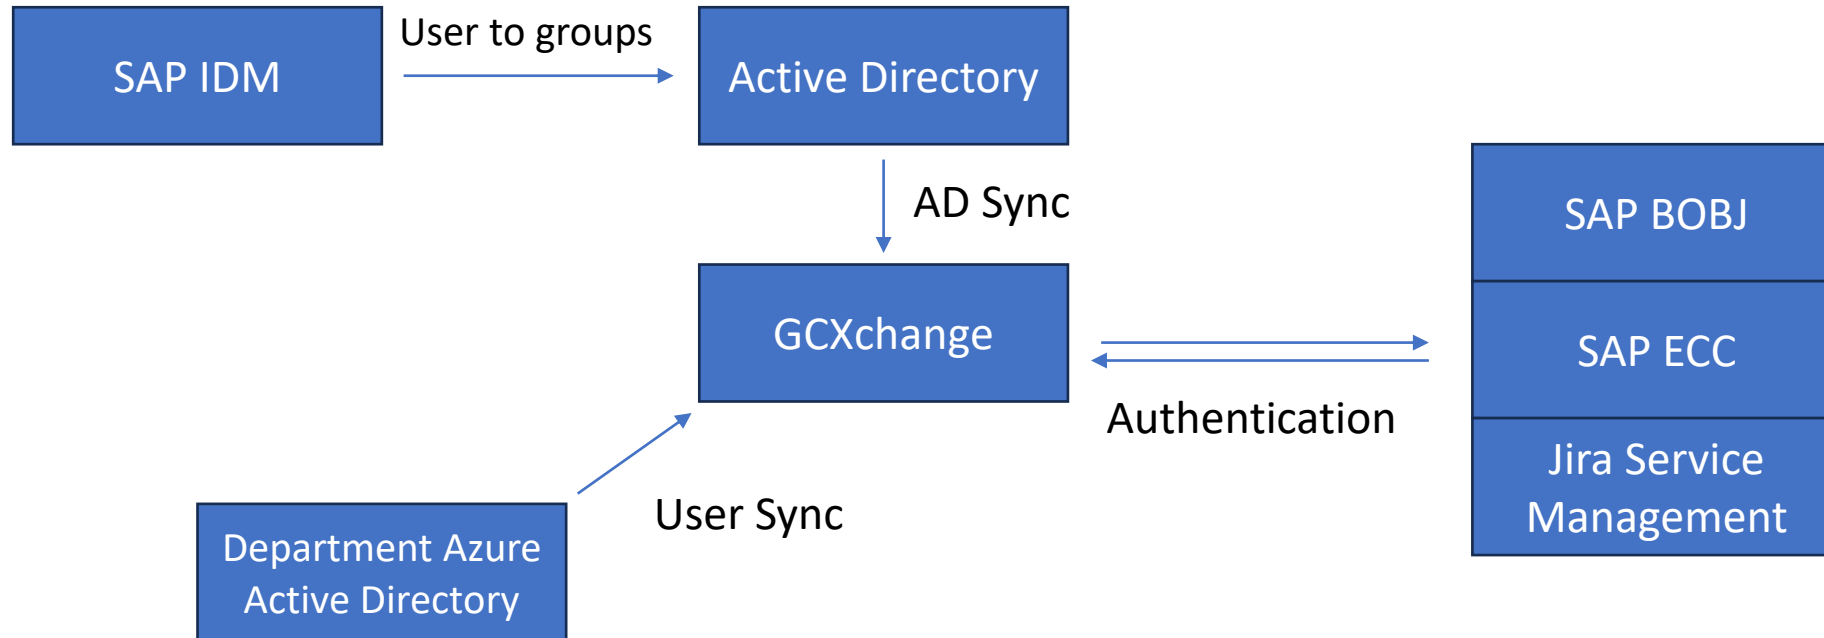 User to groups
SAP IDM
Active Directory
AD Sync
SAP BOBJ
GCXchange
SAP ECC
Authentication
Jira Service
Management
User Sync
Department Azure
Active Directory